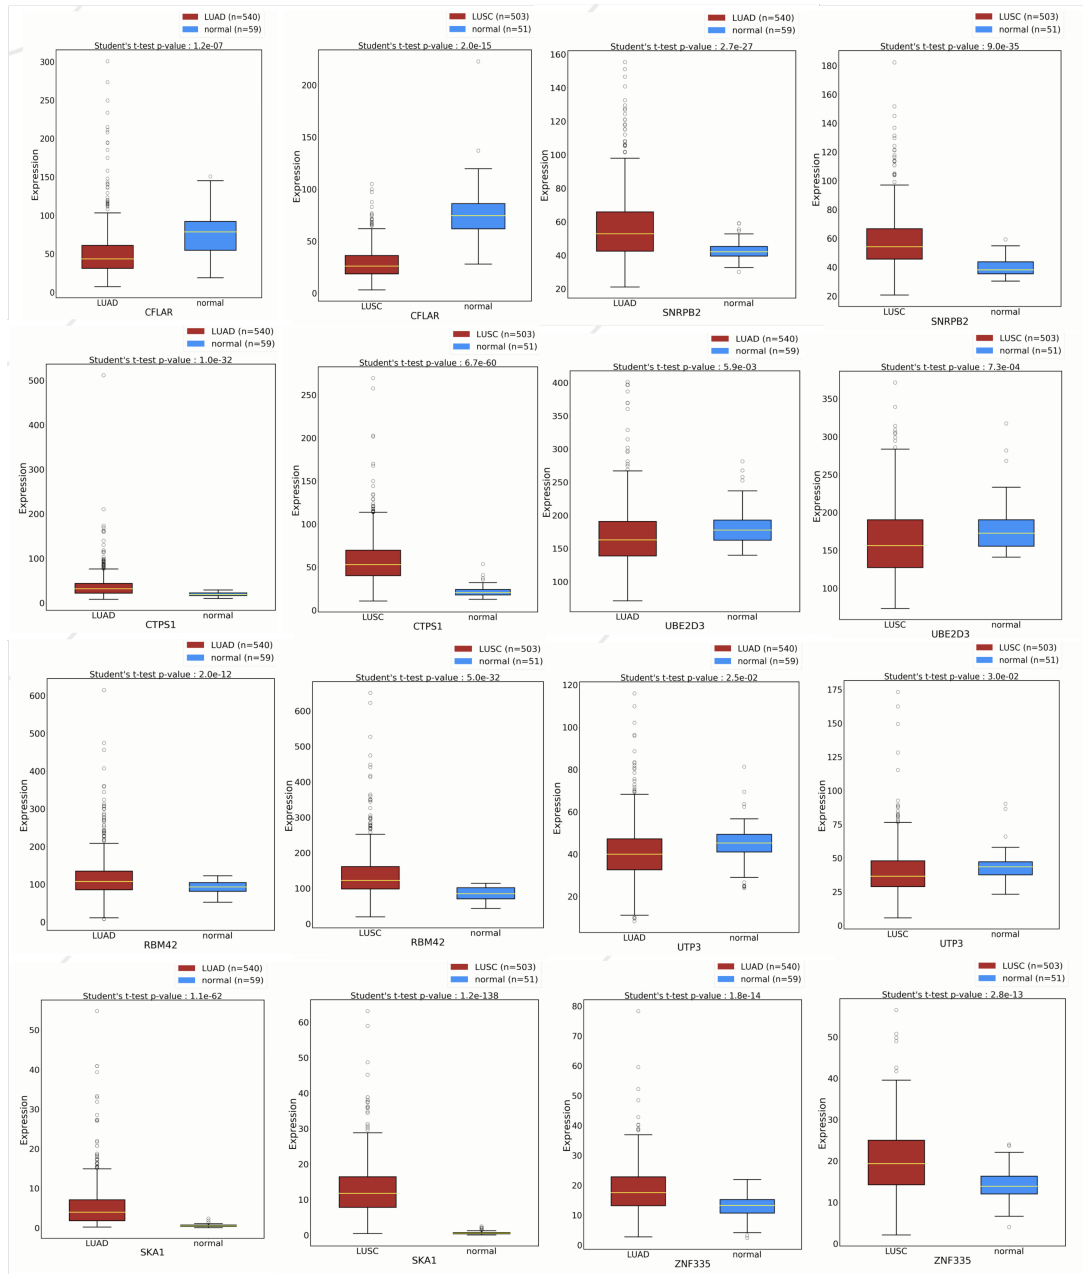 LUAD (n=540)
normal (n=59)
Student's t-test p-value : 1.2e-07
300
250
200
150
100
50
0
Expression
LUAD
normal
CFLAR
LUSC (n=503)
normal (n=51)
Student's t-test p-value : 2.0e-15
200
150
100
50
0
Expression
LUSC
normal
CFLAR
LUAD (n=540)
normal (n=59)
Student's t-test p-value : 2.7e-27
160
140
120
100
80
60
40
20
Expression
LUAD
normal
SNRPB2
LUSC (n=503)
normal (n=51)
Student's t-test p-value : 9.0e-35
180
160
140
120
100
80
60
40
20
Expression
LUSC
normal
SNRPB2
LUAD (n=540)
normal (n=59)
Student's t-test p-value : 1.0e-32
500
400
300
200
100
0
Expression
LUAD
normal
CTPS1
LUSC (n=503)
normal (n=51)
Student's t-test p-value : 6.7e-60
250
200
150
100
50
0
Expression
LUSC
normal
CTPS1
LUAD (n=540)
normal (n=59)
Student's t-test p-value : 5.9e-03
400
350
300
250
200
150
100
Expression
LUAD
normal
UBE2D3
LUSC (n=503)
normal (n=51)
Student's t-test p-value : 7.3e-04
350
300
250
200
150
100
Expression
LUSC
normal
UBE2D3
LUAD (n=540)
normal (n=59)
Student's t-test p-value : 2.0e-12
600
500
400
300
200
100
0
Expression
LUAD
normal
RBM42
LUSC (n=503)
normal (n=51)
Student's t-test p-value : 5.0e-32
600
500
400
300
200
100
0
Expression
LUSC
normal
RBM42
LUAD (n=540)
normal (n=59)
Student's t-test p-value : 2.5e-02
120
100
80
60
40
20
Expression
LUAD
normal
UTP3
LUSC (n=503)
normal (n=51)
Student's t-test p-value : 3.0e-02
175
150
125
100
75
50
25
0
Expression
LUSC
normal
UTP3
LUAD (n=540)
normal (n=59)
Student's t-test p-value : 1.1e-62
50
40
30
20
10
0
Expression
LUAD
normal
SKA1
LUSC (n=503)
normal (n=51)
Student's t-test p-value : 1.2e-138
60
50
40
30
20
10
0
Expression
LUSC
normal
SKA1
LUAD (n=540)
normal (n=59)
Student's t-test p-value : 1.8e-14
80
70
60
50
40
30
20
10
0
Expression
LUAD
normal
ZNF335
LUSC (n=503)
normal (n=51)
Student's t-test p-value : 2.8e-13
50
40
30
20
10
0
Expression
LUSC
normal
ZNF335